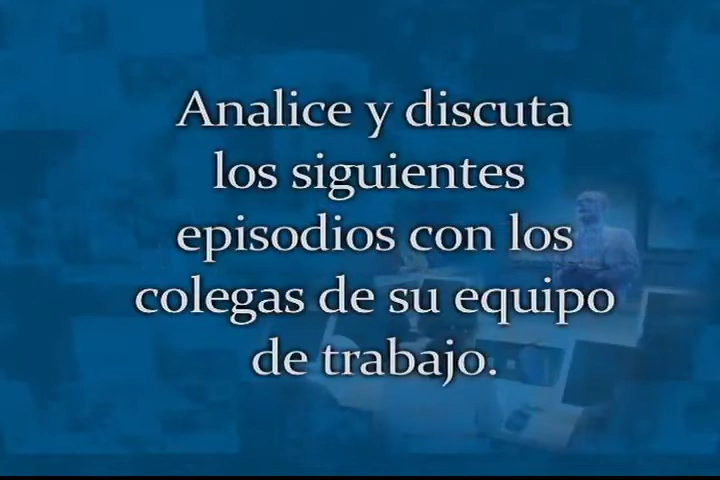 Analice y discuta
los siguientes
episodios con los
colegas de su equipo
de trabajo.